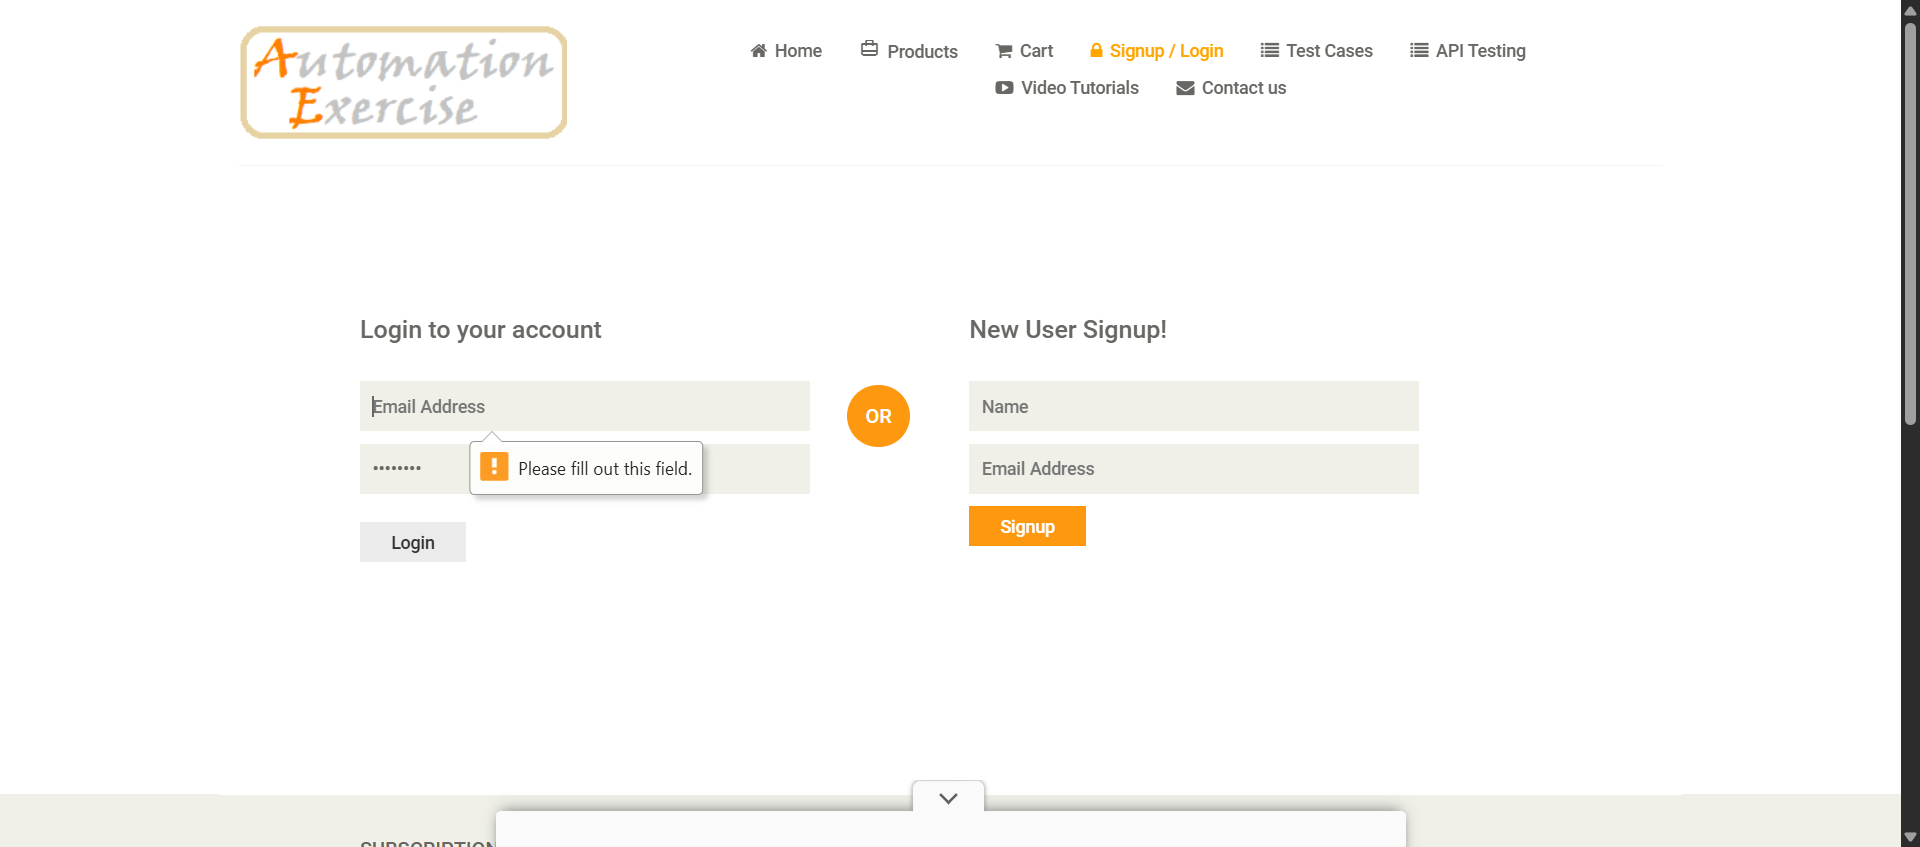 Automation
Exercise
Home
Products
Cart
Signup / Login
Test Cases
API Testing
Video Tutorials
Contact us
Login to your account
New User Signup!
Email Address
OR
Name
••••••••
Please fill out this field.
Email Address
Login
Signup
SUBSCRIPTION